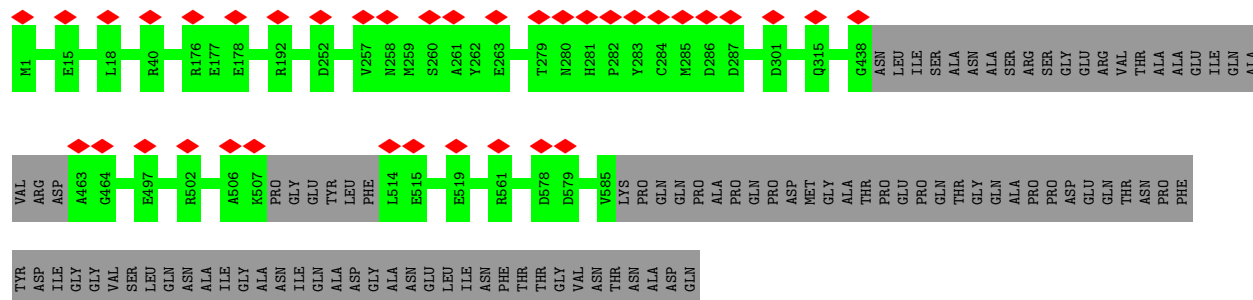 M1 E15 L18 R40 R176 E177 E178 R192 D252 V257 N258 M259 S260 A261 Y262 E263 T279 N280 H281 P282 Y283 C284 M285 D286 D287 D301 Q315 G438 ASN LEU ILE SER ALA ASN ALA SER ARG SER GLY GLU ARG VAL THR ALA ALA GLU ILE GLN ALA
VAL ARG ASP A463 G464 E497 R502 A506 K507 PRO GLY GLU TYR LEU PHE L514 E515 E519 R561 D578 D579 V585 LYS PRO GLN GLN PRO ALA PRO GLN PRO ASP MET GLY ALA THR PRO GLU PRO GLN THR GLY GLN ALA PRO PRO ASP GLU GLN THR ASN PRO PHE
TYR ASP ILE GLY GLY VAL SER LEU GLN ASN ALA ILE GLY ALA ASN ILE GLN ALA ASP GLY ALA ASN GLU LEU ILE ASN PHE THR THR GLY VAL ASN THR ASN ALA ASP GLN